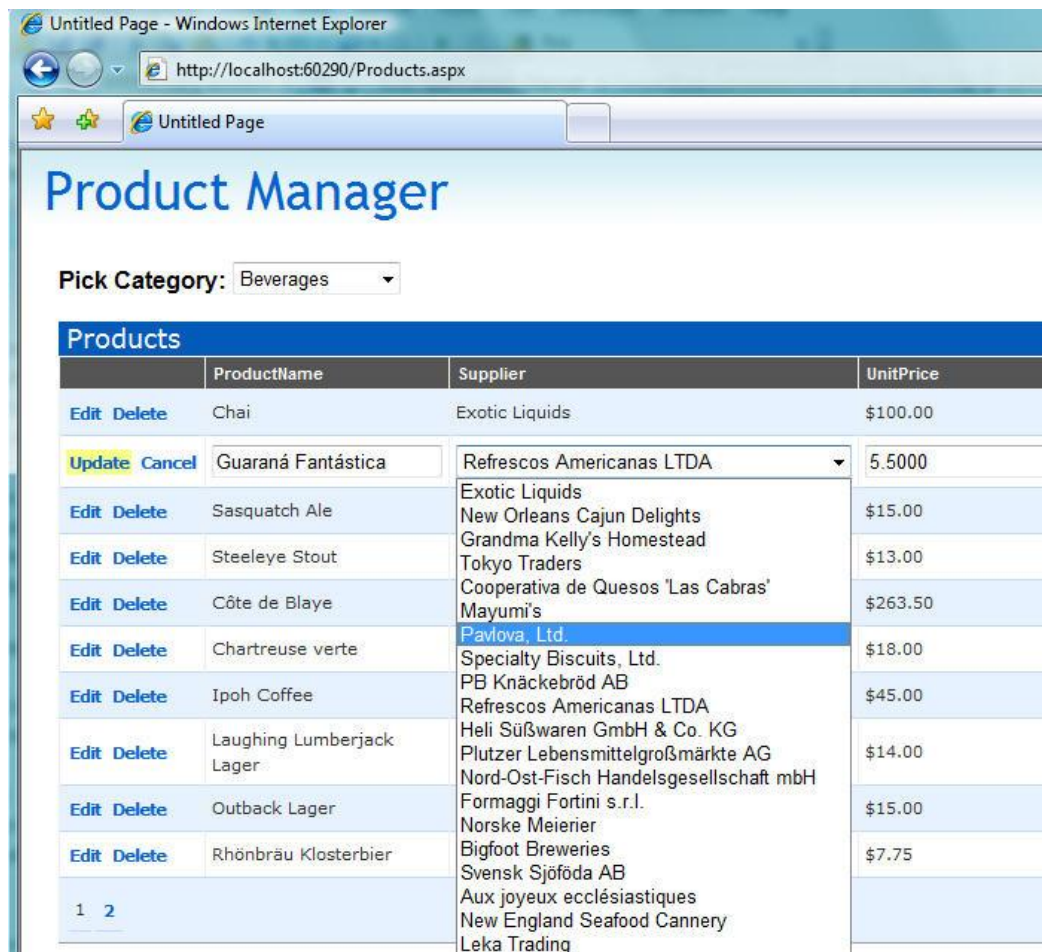 Untitled Page - Windows Internet Explorer
http://localhost:60290/Products.aspx
Untitled Page
Product Manager
Pick Category: Beverages
Products
ProductName Supplier UnitPrice
Edit Delete Chai Exotic Liquids $100.00
Update Cancel Guaraná Fantástica Refrescos Americanas LTDA 5.5000
Exotic Liquids
New Orleans Cajun Delights
Grandma Kelly's Homestead
Tokyo Traders
Cooperativa de Quesos 'Las Cabras'
Mayumi's
Pavlova, Ltd.
Specialty Biscuits, Ltd.
PB Knäckebröd AB
Refrescos Americanas LTDA
Heli Süßwaren GmbH & Co. KG
Plutzer Lebensmittelgroßmärkte AG
Nord-Ost-Fisch Handelsgesellschaft mbH
Formaggi Fortini s.r.l.
Norske Meierier
Bigfoot Breweries
Svensk Sjöföda AB
Aux joyeux ecclésiastiques
New England Seafood Cannery
Leka Trading
Edit Delete Sasquatch Ale $15.00
Edit Delete Steeleye Stout $13.00
Edit Delete Côte de Blaye $263.50
Edit Delete Chartreuse verte $18.00
Edit Delete Ipoh Coffee $45.00
Edit Delete Laughing Lumberjack
Lager $14.00
Edit Delete Outback Lager $15.00
Edit Delete Rhönbräu Klosterbier $7.75
1 2